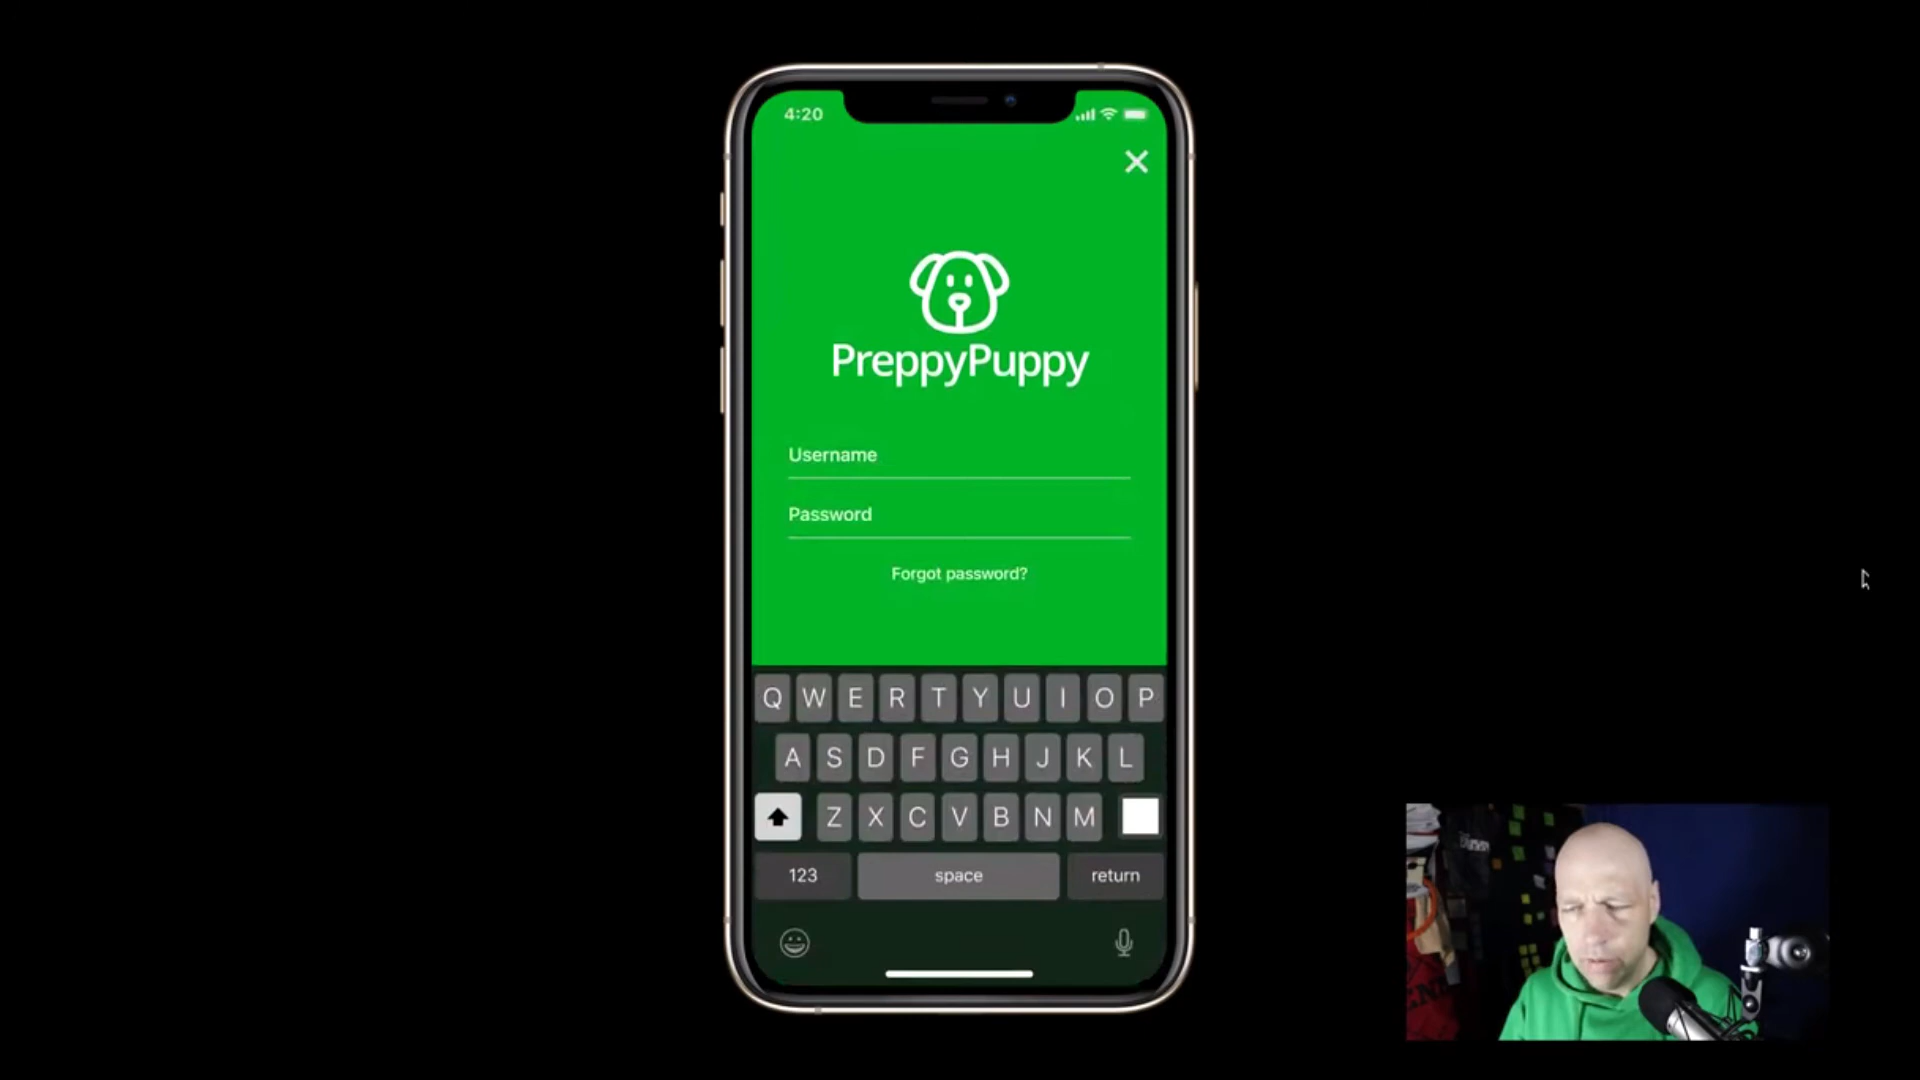 4:20
PreppyPuppy
Username
Password
Forgot password?
Q W E R T Y U I O P
A S D F G H J K L
Z X C V B N M
123 space return